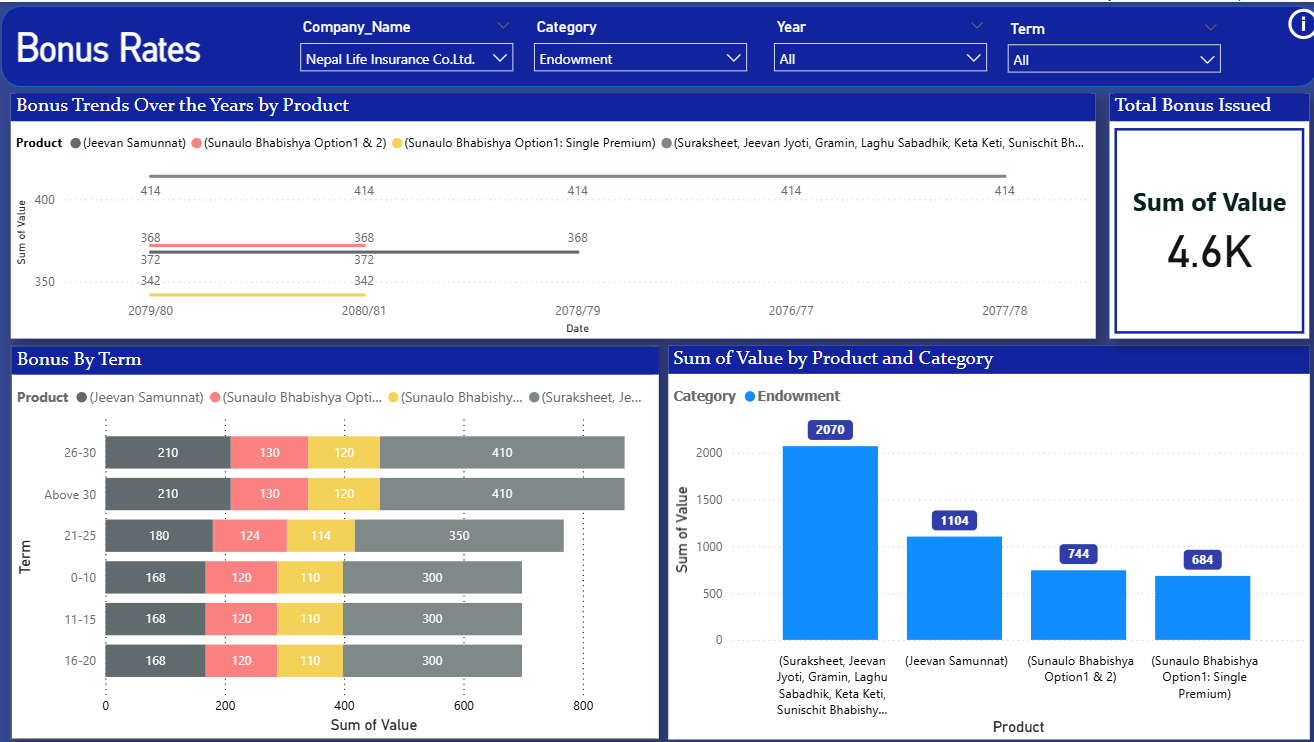 Bonus Rates
Company_Name
Nepal Life Insurance Co.Ltd.
Category
Endowment
Year
All
Term
All
i
Bonus Trends Over the Years by Product
Product (Jeevan Samunnat) (Sunaulo Bhabishya Option1 & 2) (Sunaulo Bhabishya Option1: Single Premium) (Suraksheet, Jeevan Jyoti, Gramin, Laghu Sabadhik, Keta Keti, Sunischit Bh...
Sum of Value
400
350
414 414 414 414 414
368 368 368
372 372
342 342
2079/80 2080/81 2078/79 2076/77 2077/78
Date
Total Bonus Issued
Sum of Value
4.6K
Bonus By Term
Product (Jeevan Samunnat) (Sunaulo Bhabishya Opti... (Sunaulo Bhabishy... (Suraksheet, Je...
Term
26-30 210 130 120 410
Above 30 210 130 120 410
21-25 180 124 114 350
0-10 168 120 110 300
11-15 168 120 110 300
16-20 168 120 110 300
0 200 400 600 800
Sum of Value
Sum of Value by Product and Category
Category Endowment
Sum of Value
2000
1500
1000
500
0
2070
1104
744
684
(Suraksheet, Jeevan
Jyoti, Gramin, Laghu
Sabadhik, Keta Keti,
Sunischit Bhabishy...
(Jeevan Samunnat)
(Sunaulo Bhabishya
Option1 & 2)
(Sunaulo Bhabishya
Option1: Single
Premium)
Product